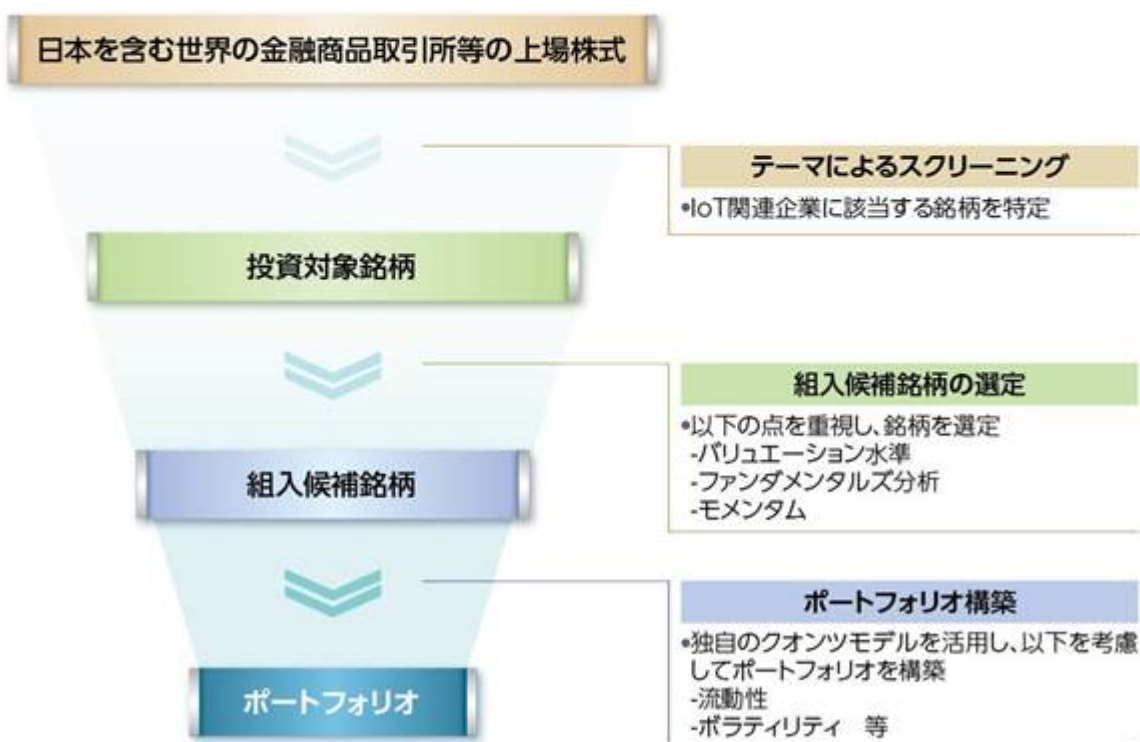 日本を含む世界の金融商品取引所等の上場株式
テーマによるスクリーニング
•IoT関連企業に該当する銘柄を特定
投資対象銘柄
組入候補銘柄の選定
•以下の点を重視し、銘柄を選定
-バリュエーション水準
-ファンダメンタルズ分析
-モメンタム
組入候補銘柄
ポートフォリオ構築
•独自のクオンツモデルを活用し、以下を考慮
してポートフォリオを構築
-流動性
-ボラティリティ 等
ポートフォリオ